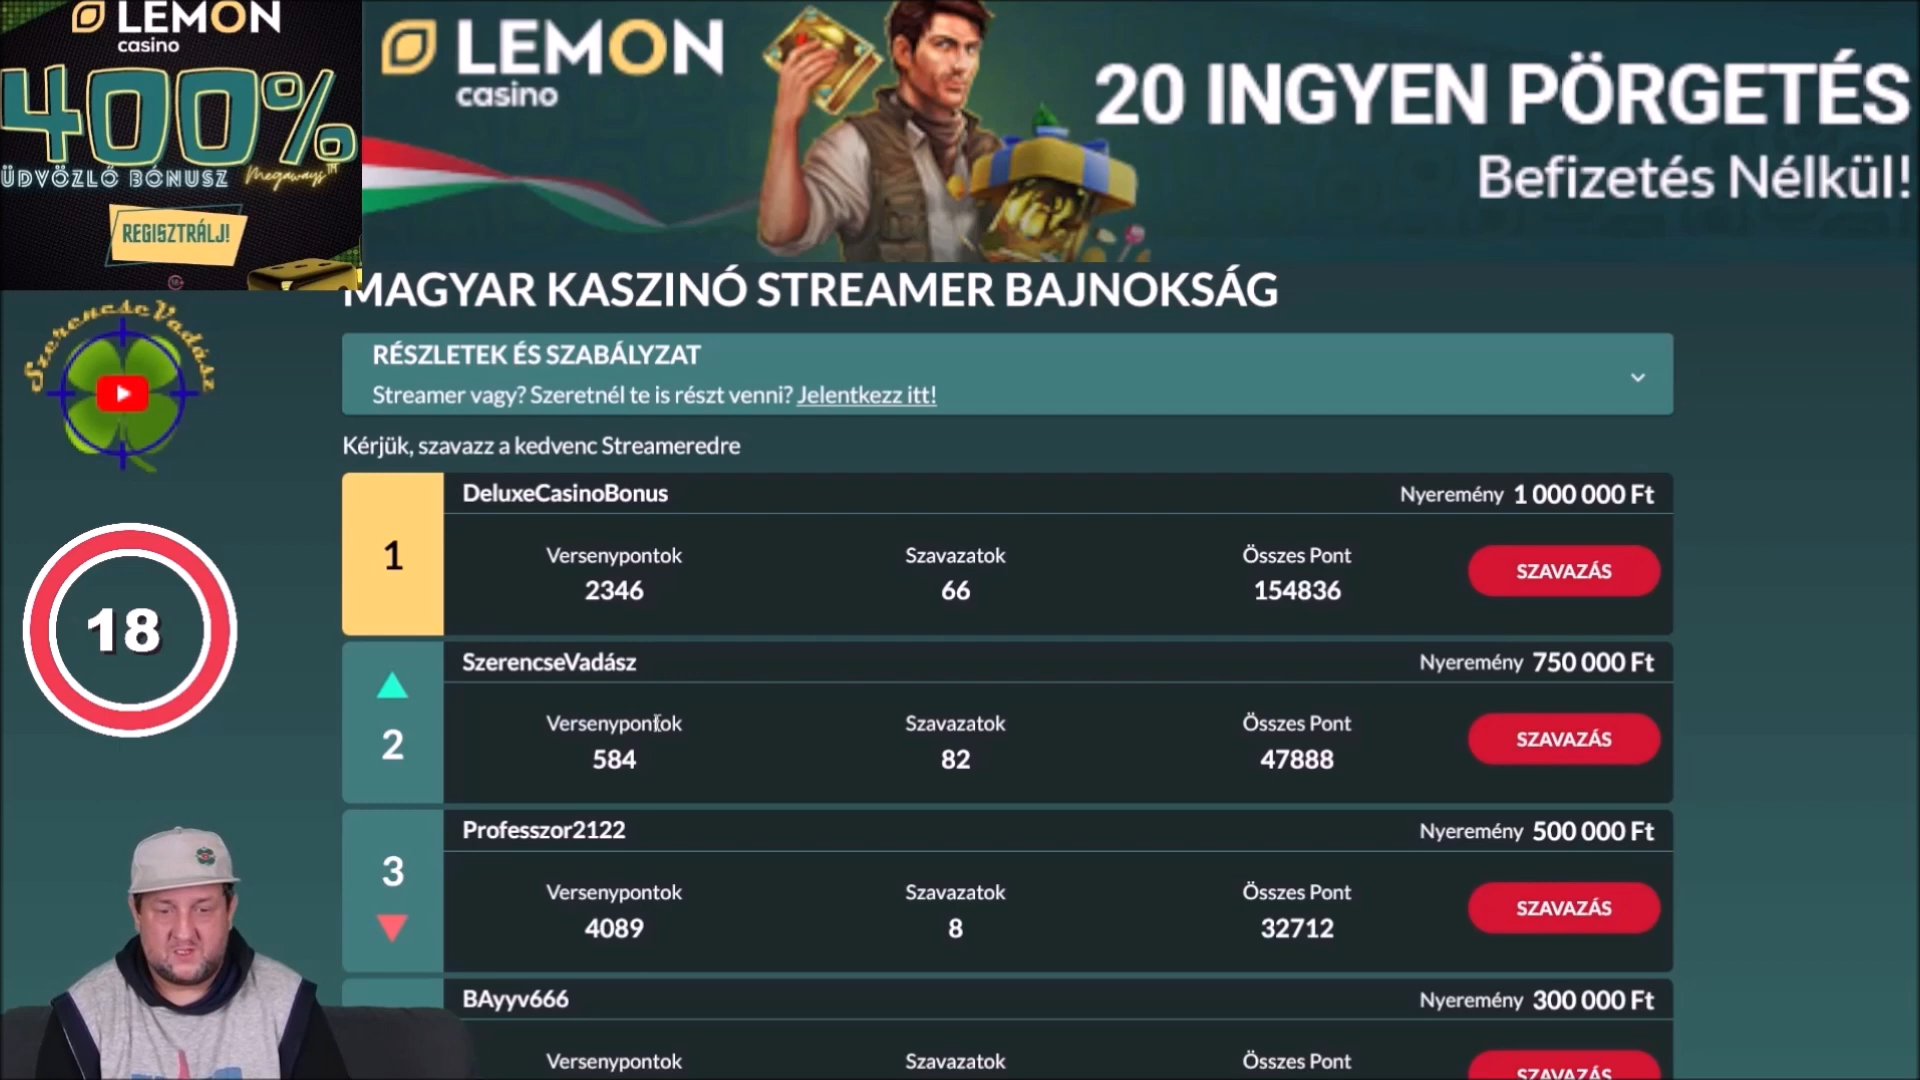 LEMON
casino
400%
ÜDVÖZLŐ BÓNUSZ Megaways™
REGISZTRÁLJ!
18+
LEMON
casino
20 INGYEN PÖRGETÉS
Befizetés Nélkül!
MAGYAR KASZINÓ STREAMER BAJNOKSÁG
SzerencseVadász
RÉSZLETEK ÉS SZABÁLYZAT
Streamer vagy? Szeretnél te is részt venni? Jelentkezz itt!
Kérjük, szavazz a kedvenc Streameredre
1
DeluxeCasinoBonus
Nyeremény 1 000 000 Ft
Versenypontok Szavazatok Összes Pont
2346 66 154836
SZAVAZÁS
18
2
SzerencseVadász
Nyeremény 750 000 Ft
Versenypontok Szavazatok Összes Pont
584 82 47888
SZAVAZÁS
3
Professzor2122
Nyeremény 500 000 Ft
Versenypontok Szavazatok Összes Pont
4089 8 32712
SZAVAZÁS
BAyyv666
Nyeremény 300 000 Ft
Versenypontok Szavazatok Összes Pont
SZAVAZÁS